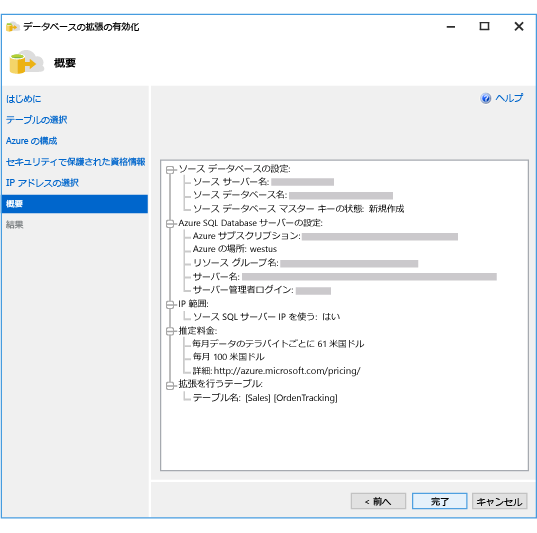 データベースの拡張の有効化
概要
はじめに
テーブルの選択
Azure の構成
セキュリティで保護された資格情報
IP アドレスの選択
概要
結果
ヘルプ
ソース データベースの設定:
ソース サーバー名:
ソース データベース名:
ソース データベース マスター キーの状態: 新規作成
Azure SQL Database サーバーの設定:
Azure サブスクリプション:
Azure の場所: westus
リソース グループ名:
サーバー名:
サーバー管理者ログイン:
IP 範囲:
ソース SQL サーバー IP を使う: はい
推定料金:
毎月データのテラバイトごとに 61 米国ドル
毎月 100 米国ドル
詳細: http://azure.microsoft.com/pricing/
拡張を行うテーブル:
テーブル名: [Sales] [OrdenTracking]
< 前へ
完了
キャンセル